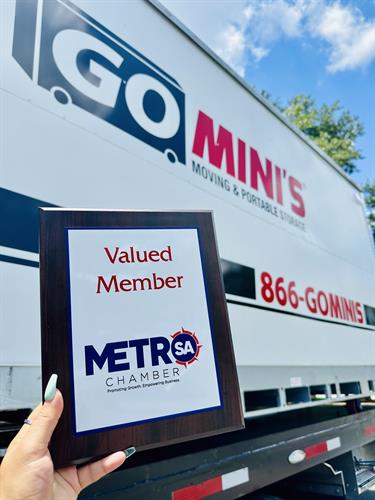 GO MINI'S
MOVING & PORTABLE STORAGE
866-GOMINIS
Valued
Member
METRO SA
CHAMBER
Promoting Growth, Empowering Business